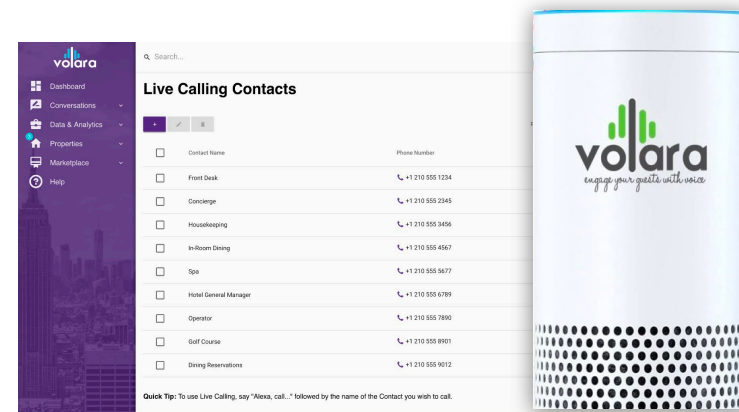 volara
Search...
Dashboard
Conversations
Data & Analytics
Properties
Marketplace
Help
Live Calling Contacts
+
Contact Name Phone Number
Front Desk +1 210 555 1234
Concierge +1 210 555 2345
Housekeeping +1 210 555 3456
In-Room Dining +1 210 555 4567
Spa +1 210 555 5677
Hotel General Manager +1 210 555 6789
Operator +1 210 555 7890
Golf Course +1 210 555 8901
Dining Reservations +1 210 555 9012
Quick Tip: To use Live Calling, say "Alexa, call..." followed by the name of the Contact you wish to call.
volara
engage your guests with voice